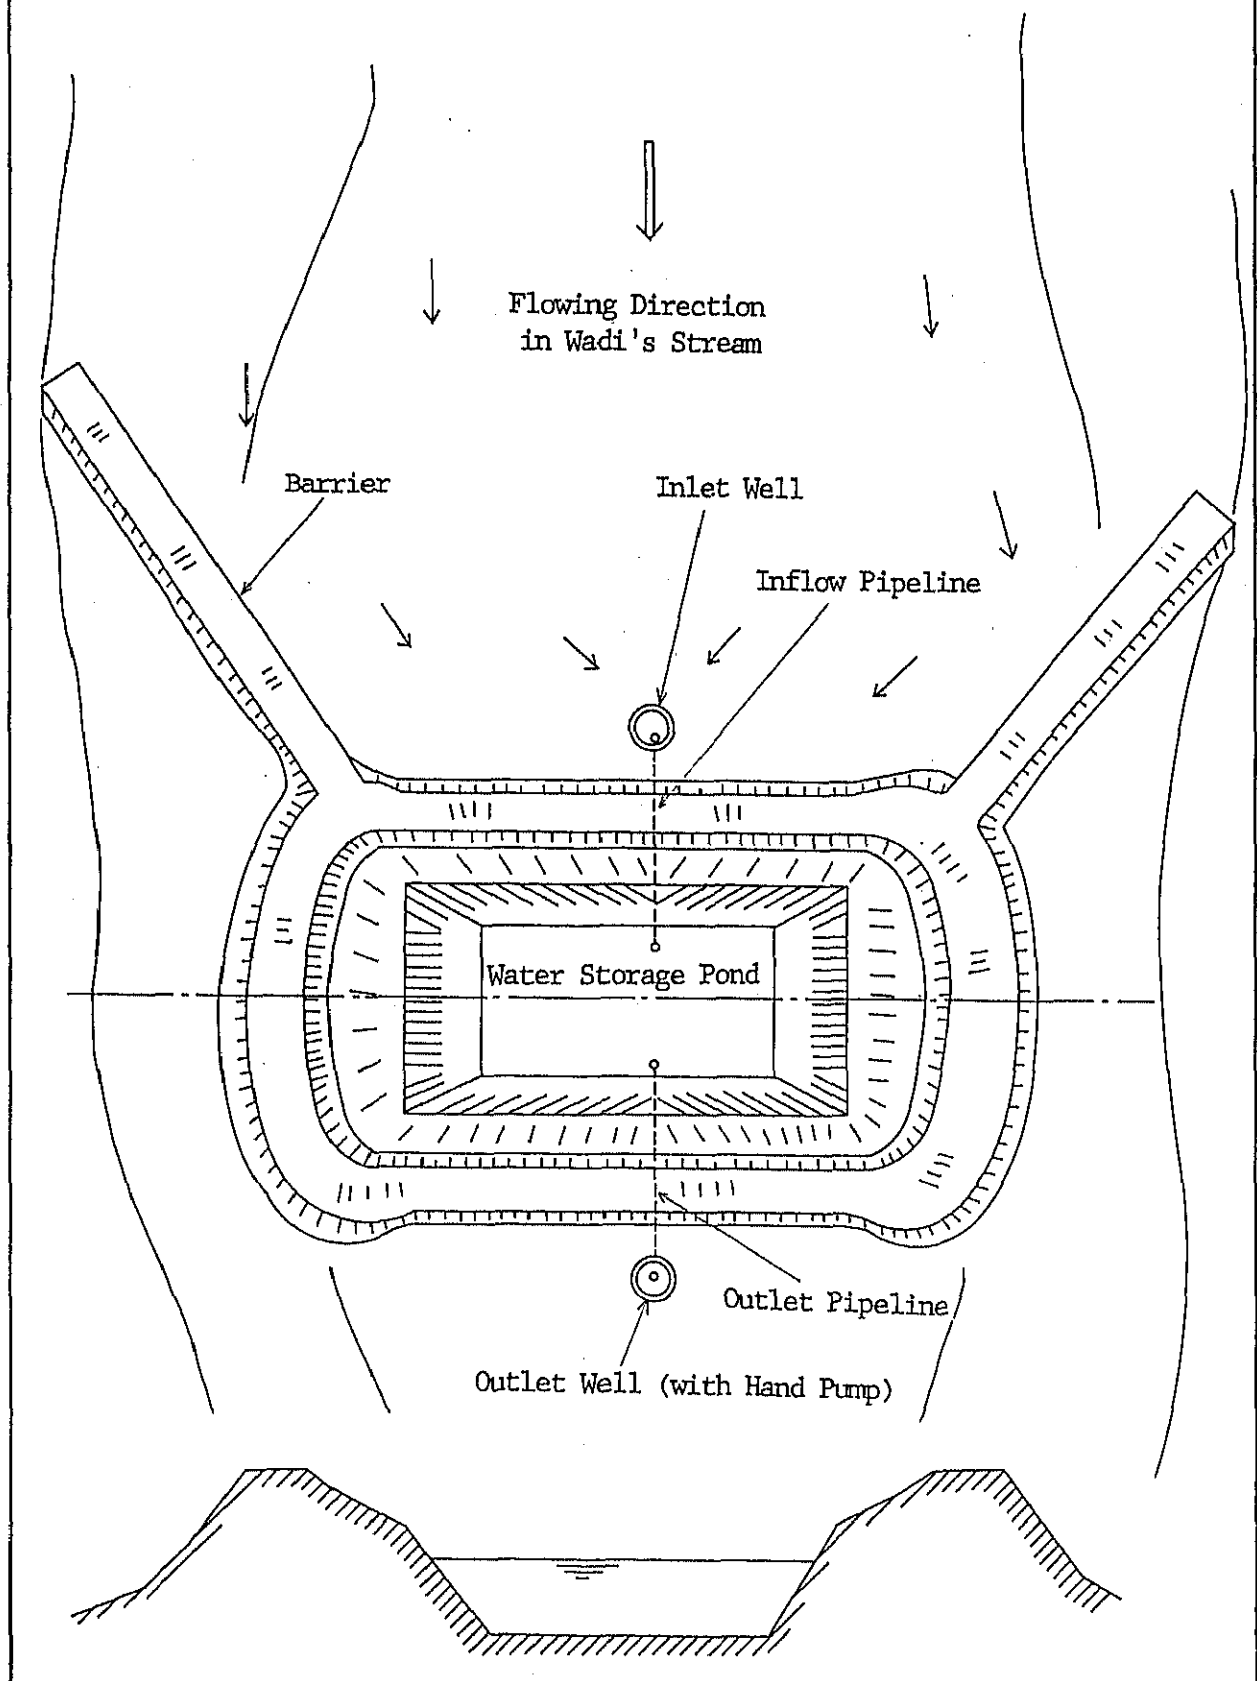 Flowing Direction
in Wadi's Stream
Barrier
Inlet Well
Inflow Pipeline
Water Storage Pond
Outlet Pipeline
Outlet Well (with Hand Pump)